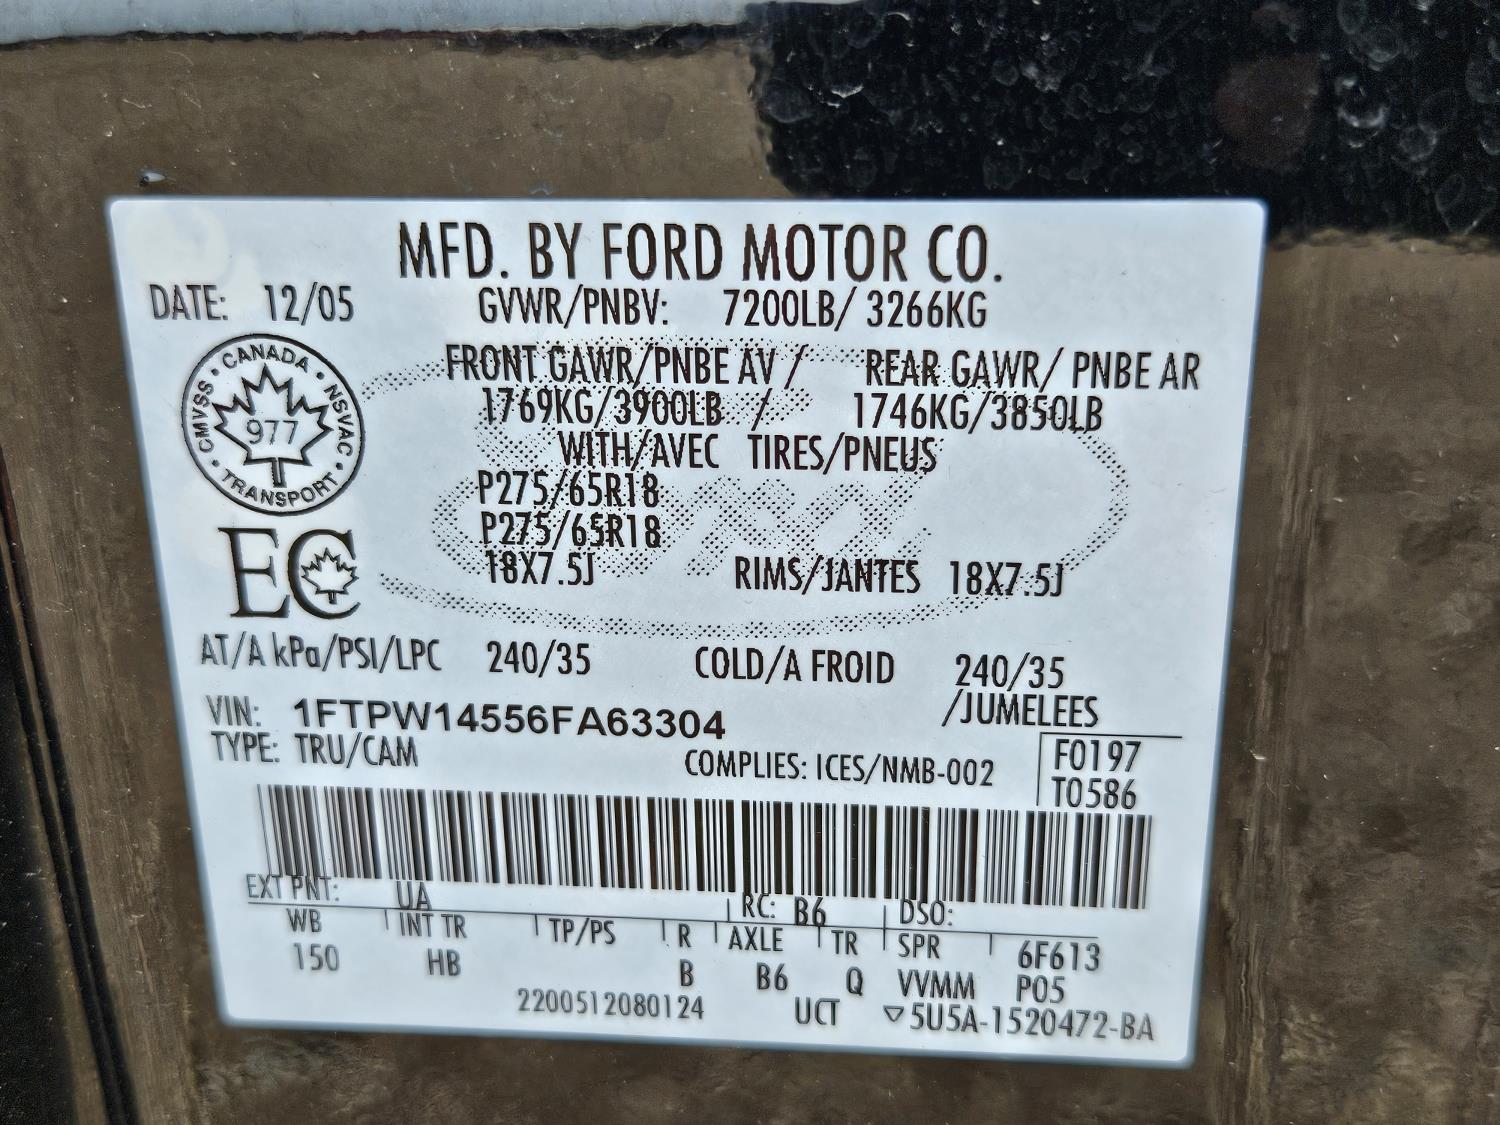 MFD. BY FORD MOTOR CO.
DATE: 12/05 GVWR/PNBV: 7200LB/ 3266KG
FRONT GAWR/PNBE AV / REAR GAWR/ PNBE AR
1769KG/3900LB / 1746KG/3850LB
WITH/AVEC TIRES/PNEUS
P275/65R18
P275/65R18
18X7.5J RIMS/JANTES 18X7.5J
CMVSS • CANADA • NSVAC • TRANSPORT •
977
EC
AT/A kPa/PSI/LPC 240/35 COLD/A FROID 240/35
/JUMELEES
VIN: 1FTPW14556FA63304
TYPE: TRU/CAM COMPLIES: ICES/NMB-002
F0197
T0586
EXT PNT: UA RC: B6 DSO:
WB INT TR TP/PS R AXLE TR SPR 6F613
150 HB B B6 Q VVMM P05
2200512080124 UCT ▽5U5A-1520472-BA